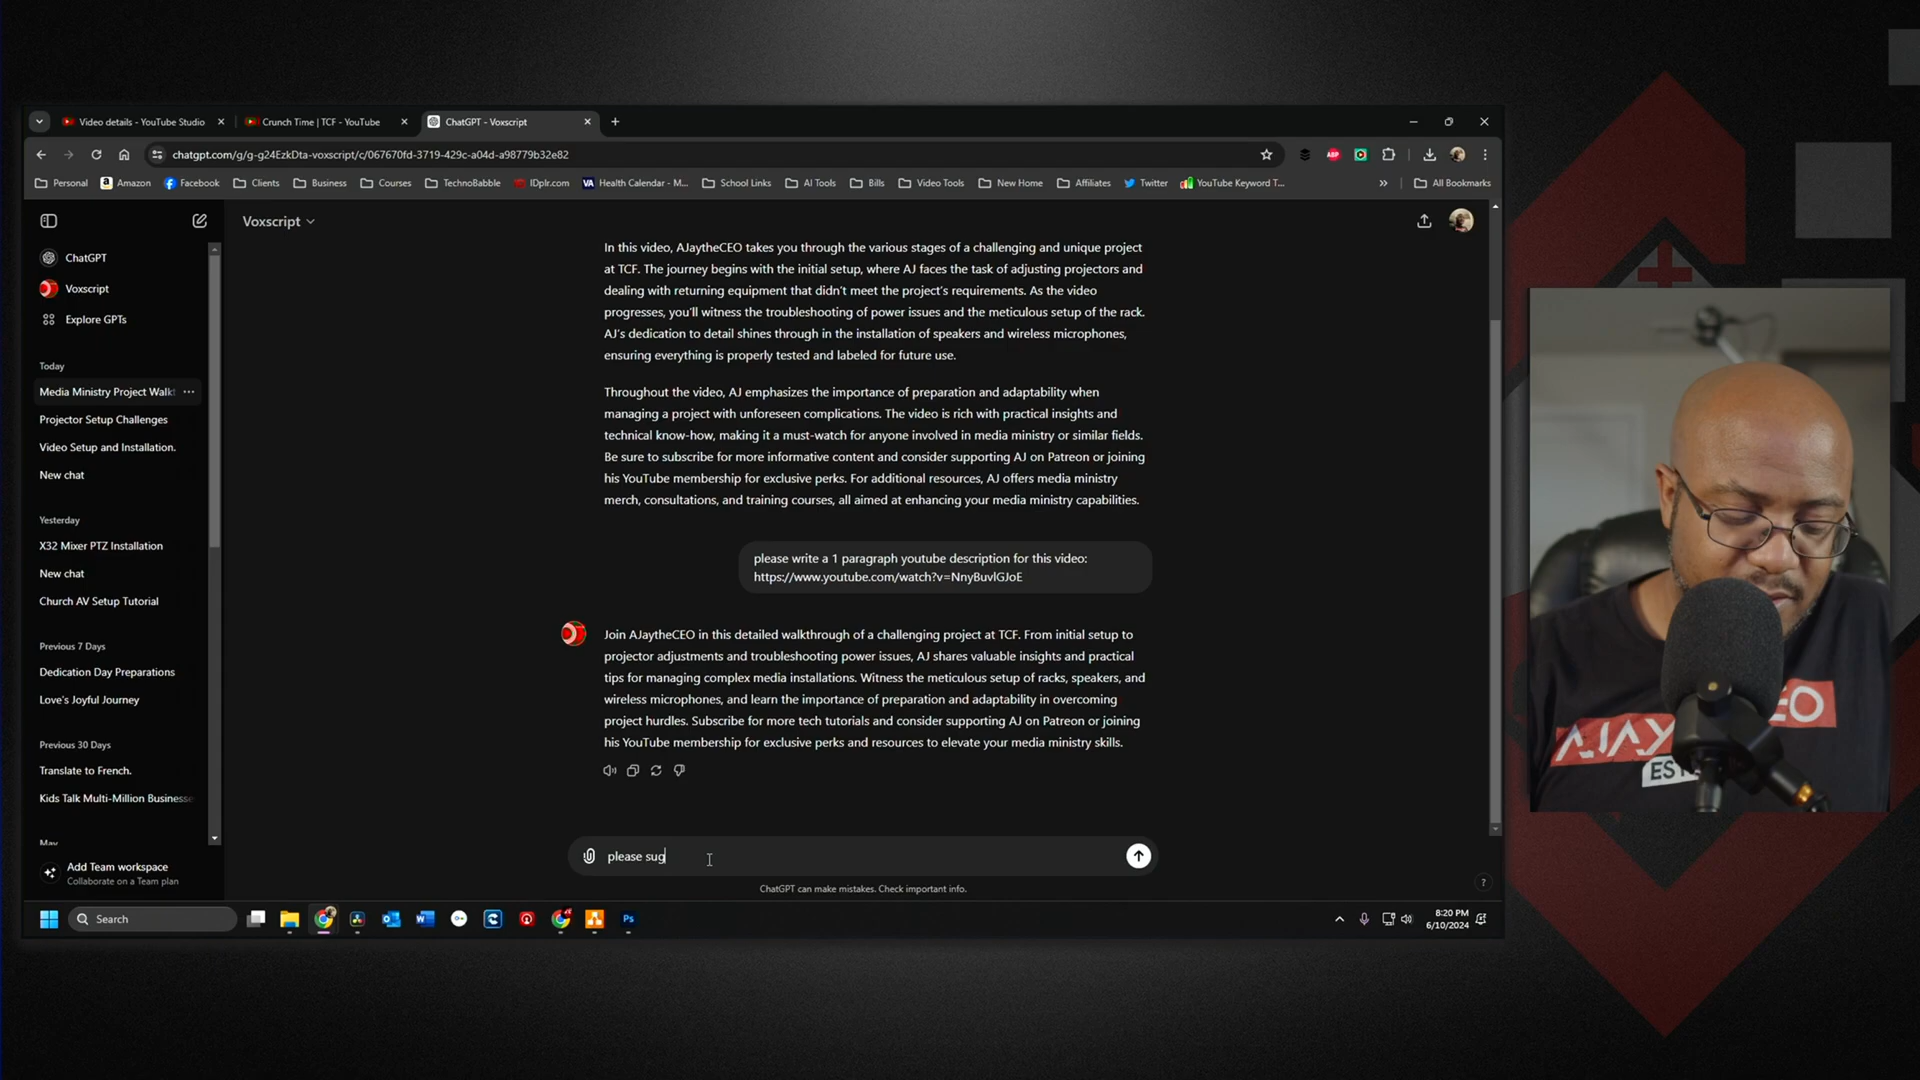 Video details - YouTube Studio
Crunch Time | TCF - YouTube
ChatGPT - Voxscript
chatgpt.com/g/g-g24EzkDta-voxscript/c/067670fd-3719-429c-a04d-a98779b32e82
ABP
Personal
Amazon
Facebook
Clients
Business
Courses
TechnoBabble
IDplr.com
VA Health Calendar - M...
School Links
AI Tools
Bills
Video Tools
New Home
Affiliates
Twitter
YouTube Keyword T...
All Bookmarks
Voxscript
ChatGPT
Voxscript
Explore GPTs
Today
Media Ministry Project Walkt
Projector Setup Challenges
Video Setup and Installation.
New chat
Yesterday
X32 Mixer PTZ Installation
New chat
Church AV Setup Tutorial
Previous 7 Days
Dedication Day Preparations
Love's Joyful Journey
Previous 30 Days
Translate to French.
Kids Talk Multi-Million Businesse
May
Add Team workspace
Collaborate on a Team plan
In this video, AJaytheCEO takes you through the various stages of a challenging and unique project
at TCF. The journey begins with the initial setup, where AJ faces the task of adjusting projectors and
dealing with returning equipment that didn't meet the project's requirements. As the video
progresses, you'll witness the troubleshooting of power issues and the meticulous setup of the rack.
AJ's dedication to detail shines through in the installation of speakers and wireless microphones,
ensuring everything is properly tested and labeled for future use.
Throughout the video, AJ emphasizes the importance of preparation and adaptability when
managing a project with unforeseen complications. The video is rich with practical insights and
technical know-how, making it a must-watch for anyone involved in media ministry or similar fields.
Be sure to subscribe for more informative content and consider supporting AJ on Patreon or joining
his YouTube membership for exclusive perks. For additional resources, AJ offers media ministry
merch, consultations, and training courses, all aimed at enhancing your media ministry capabilities.
please write a 1 paragraph youtube description for this video:
https://www.youtube.com/watch?v=NnyBuvlGJoE
Join AJaytheCEO in this detailed walkthrough of a challenging project at TCF. From initial setup to
projector adjustments and troubleshooting power issues, AJ shares valuable insights and practical
tips for managing complex media installations. Witness the meticulous setup of racks, speakers, and
wireless microphones, and learn the importance of preparation and adaptability in overcoming
project hurdles. Subscribe for more tech tutorials and consider supporting AJ on Patreon or joining
his YouTube membership for exclusive perks and resources to elevate your media ministry skills.
please sug
ChatGPT can make mistakes. Check important info.
?
Search
Ps
8:20 PM
6/10/2024
AJAY
EO
EST